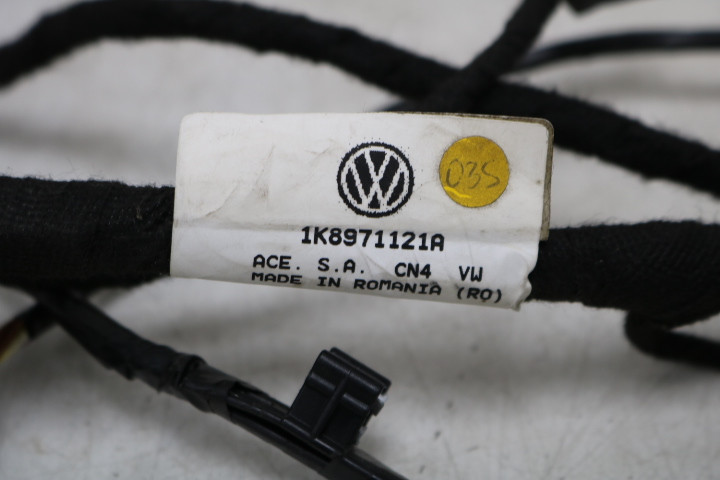 035
1K8971121A
ACE. S.A. CN4 VW
MADE IN ROMANIA (RO)